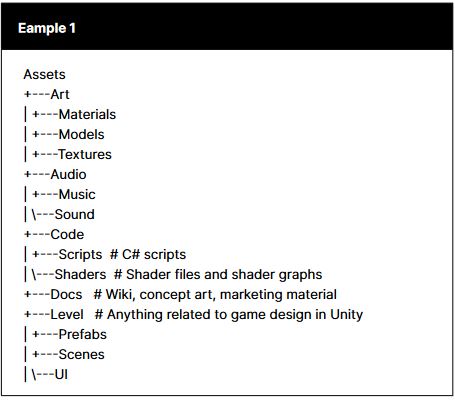 Eample 1
Assets
+---Art
| +---Materials
| +---Models
| +---Textures
+---Audio
| +---Music
| \---Sound
+---Code
| +---Scripts # C# scripts
| \---Shaders # Shader files and shader graphs
+---Docs # Wiki, concept art, marketing material
+---Level # Anything related to game design in Unity
| +---Prefabs
| +---Scenes
| \---UI